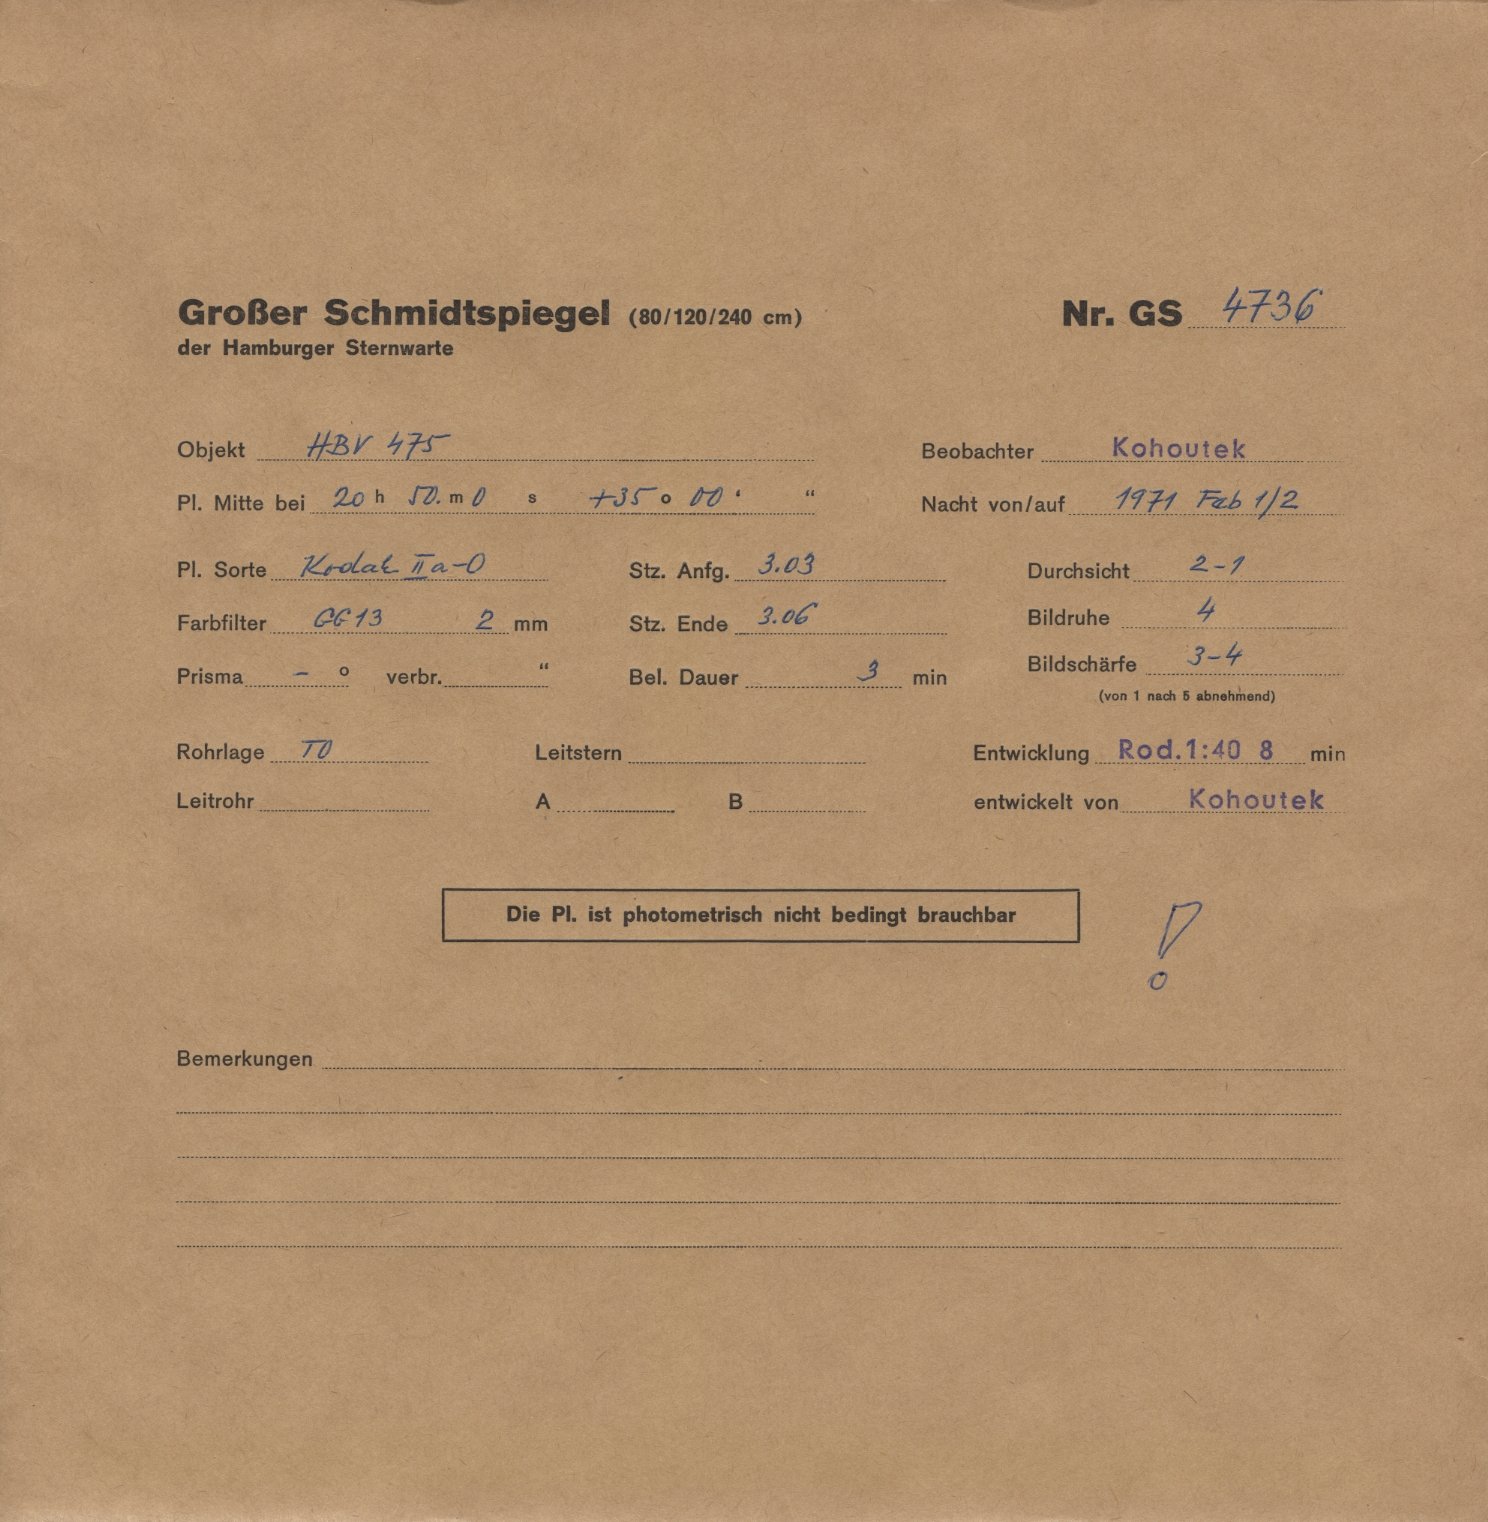 Großer Schmidtspiegel (80/120/240 cm) Nr. GS 4736
der Hamburger Sternwarte
Objekt HBV 475 Beobachter Kohoutek
Pl. Mitte bei 20 h 50. m 0 s +35 o 00 ‘ “ Nacht von/auf 1971 Feb 1/2
Pl. Sorte Kodak IIa-O Stz. Anfg. 3.03 Durchsicht 2-1
Farbfilter GG13 2 mm Stz. Ende 3.06 Bildruhe 4
Prisma - o verbr. “ Bel. Dauer 3 min Bildschärfe 3-4
(von 1 nach 5 abnehmend)
Rohrlage TO Leitstern Entwicklung Rod.1:40 8 min
Leitrohr A B entwickelt von Kohoutek
Die Pl. ist photometrisch nicht bedingt brauchbar !
Bemerkungen